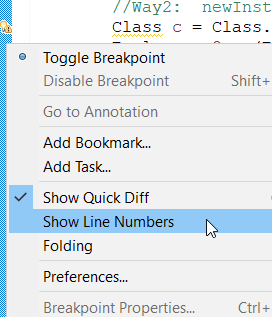 //Way2: newInst
Class c = Class.
Toggle Breakpoint
Disable Breakpoint Shift+
Go to Annotation
Add Bookmark...
Add Task...
Show Quick Diff
Show Line Numbers
Folding
Preferences...
Breakpoint Properties... Ctrl+